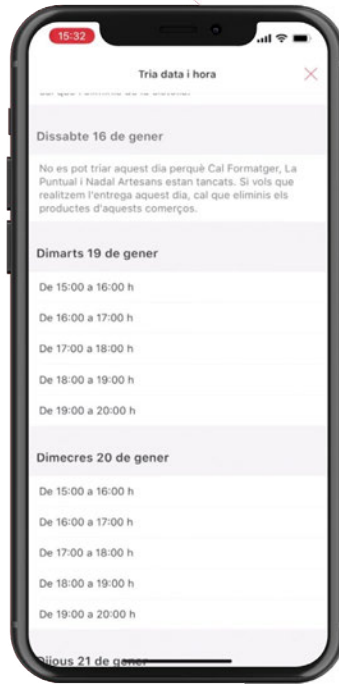 15:32
Tria data i hora
Dissabte 16 de gener
No es pot triar aquest dia perquè Cal Formatger, La
Puntual i Nadal Artesans estan tancats. Si vols que
realitzem l'entrega aquest dia, cal que eliminis els
productes d'aquests comerços.
Dimarts 19 de gener
De 15:00 a 16:00 h
De 16:00 a 17:00 h
De 17:00 a 18:00 h
De 18:00 a 19:00 h
De 19:00 a 20:00 h
Dimecres 20 de gener
De 15:00 a 16:00 h
De 16:00 a 17:00 h
De 17:00 a 18:00 h
De 18:00 a 19:00 h
De 19:00 a 20:00 h
Dijous 21 de gener